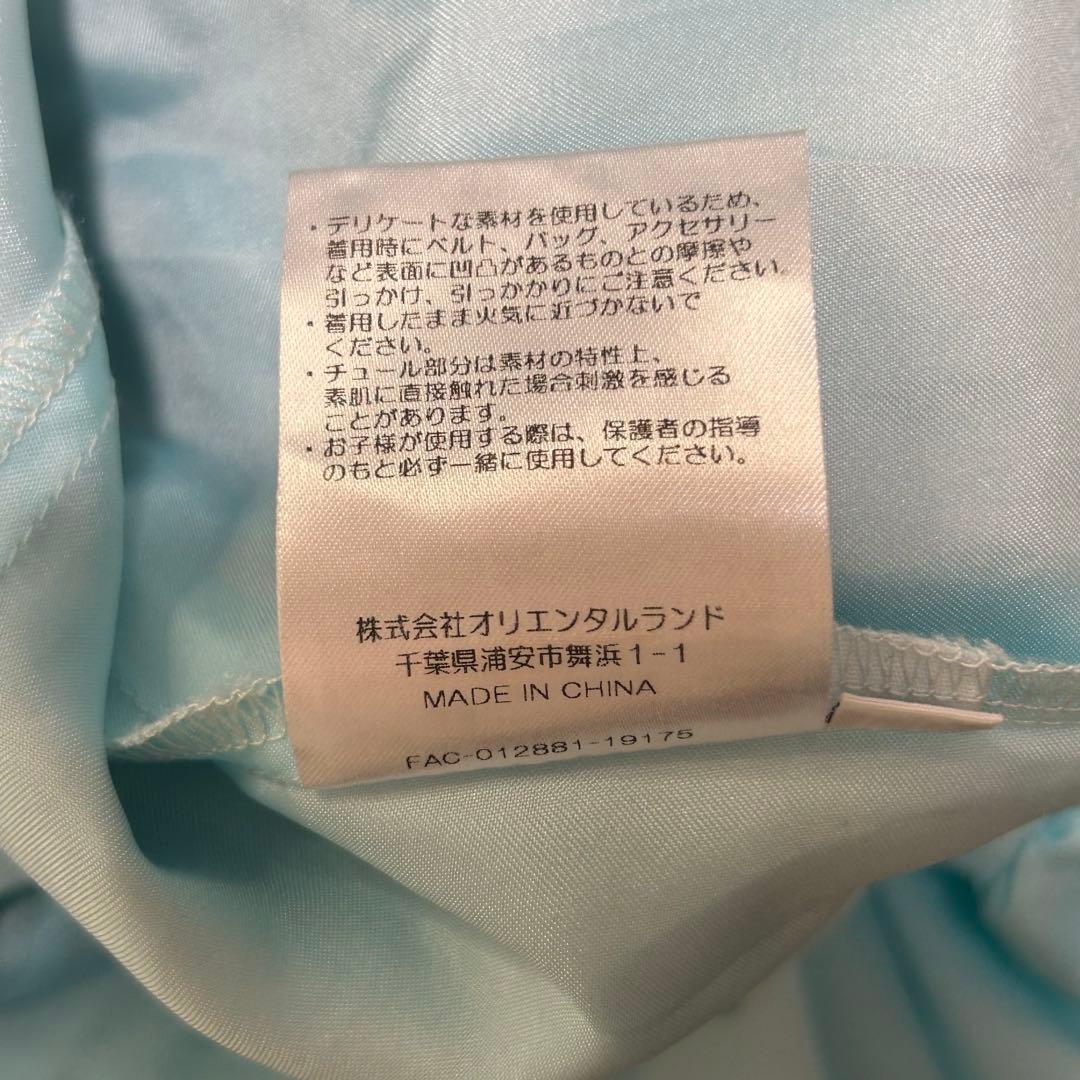 ・デリケートな素材を使用しているため、
着用時にベルト、バッグ、アクセサリー
など表面に凹凸があるものとの摩擦や
引っかけ、引っかかりにご注意ください。
・着用したまま火気に近づかないで
ください。
・チュール部分は素材の特性上、
素肌に直接触れた場合刺激を感じる
ことがあります。
・お子様が使用する際は、保護者の指導
のもと必ず一緒に使用してください。
株式会社オリエンタルランド
千葉県浦安市舞浜1-1
MADE IN CHINA
FAC-012881-19175